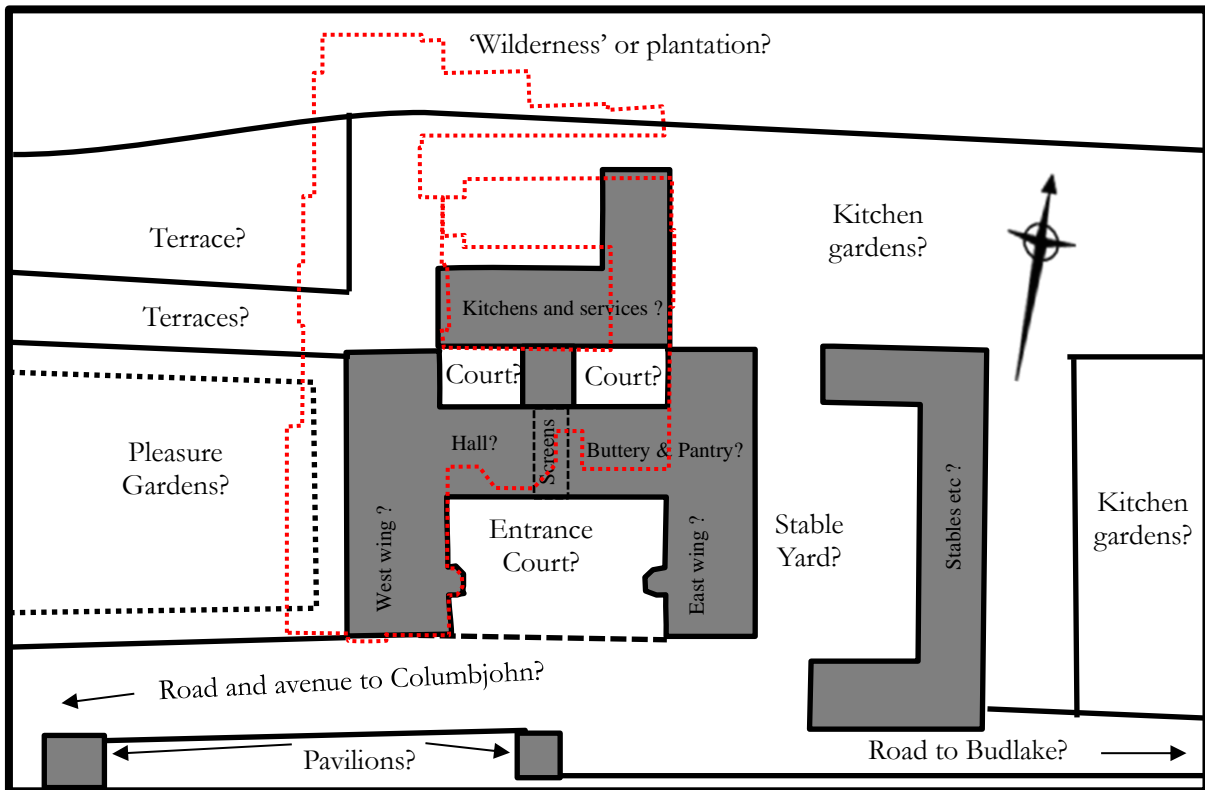 ‘Wilderness’ or plantation?
Terrace?
Kitchen
gardens?
Terraces?
Kitchens and services ?
Court?
Court?
Pleasure
Gardens?
Hall?
Screens
Buttery & Pantry?
West wing ?
Entrance
Court?
East wing ?
Stable
Yard?
Stables etc ?
Kitchen
gardens?
Road and avenue to Columbjohn?
Pavilions?
Road to Budlake?